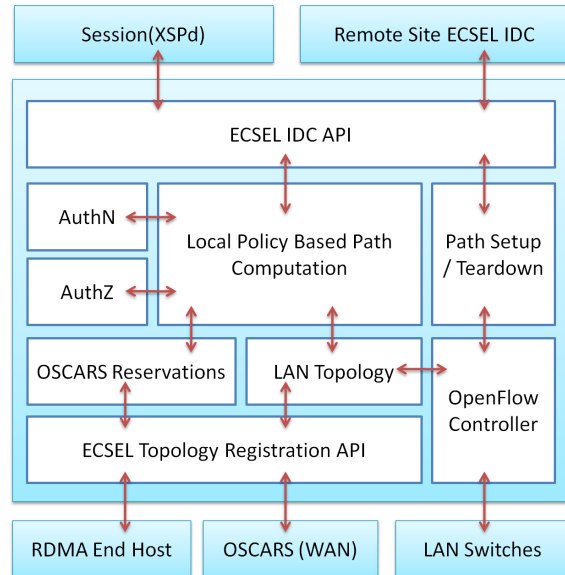 Session(XSPd)
Remote Site ECSEL IDC
ECSEL IDC API
AuthN
Local Policy Based Path
Computation
Path Setup
/ Teardown
AuthZ
OSCARS Reservations
LAN Topology
OpenFlow
Controller
ECSEL Topology Registration API
RDMA End Host
OSCARS (WAN)
LAN Switches